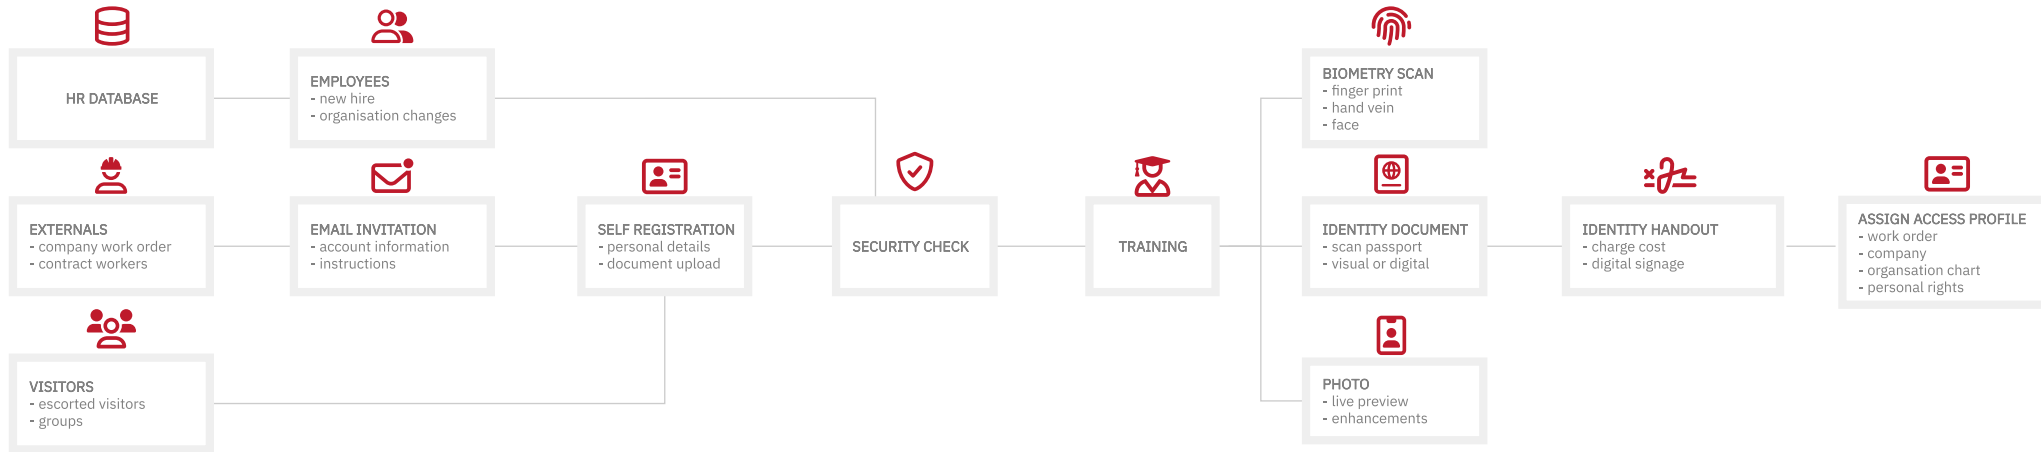 HR DATABASE
EMPLOYEES
- new hire
- organisation changes
BIOMETRY SCAN
- finger print
- hand vein
- face
EXTERNALS
- company work order
- contract workers
EMAIL INVITATION
- account information
- instructions
SELF REGISTRATION
- personal details
- document upload
SECURITY CHECK
TRAINING
IDENTITY DOCUMENT
- scan passport
- visual or digital
IDENTITY HANDOUT
- charge cost
- digital signage
ASSIGN ACCESS PROFILE
- work order
- company
- organsation chart
- personal rights
VISITORS
- escorted visitors
- groups
PHOTO
- live preview
- enhancements